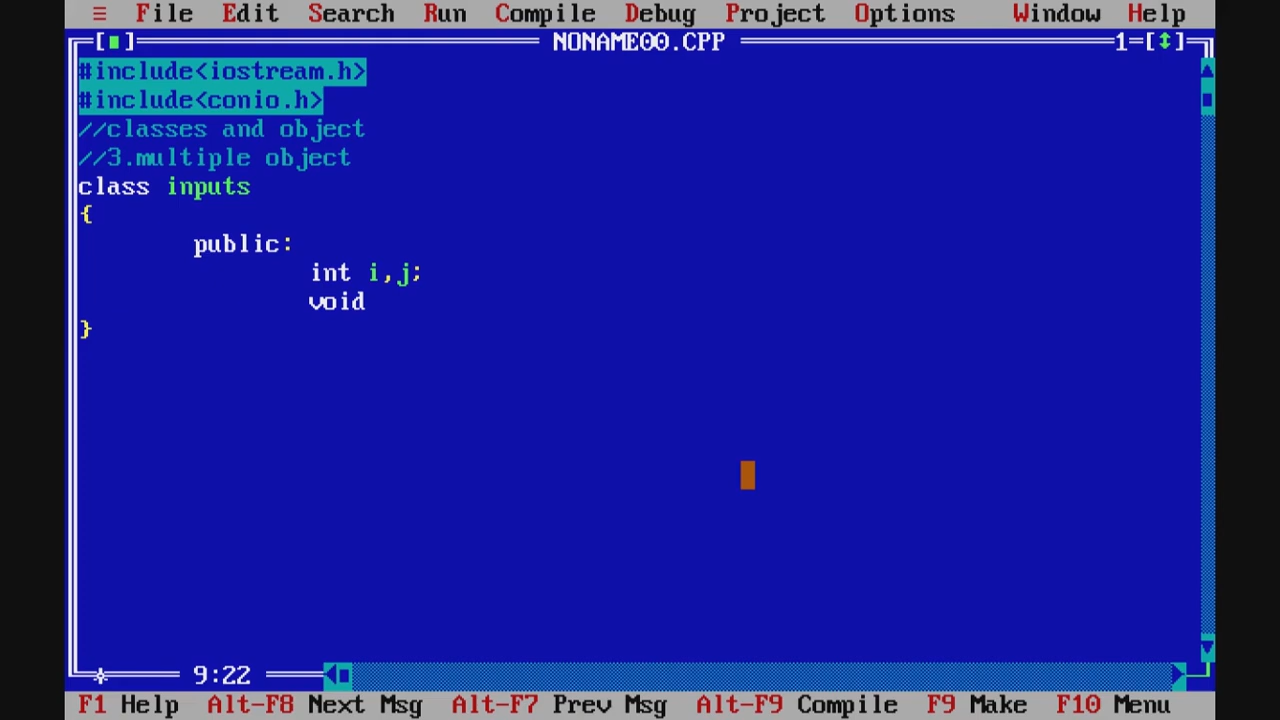 ≡ File Edit Search Run Compile Debug Project Options Window Help
[■] NONAME00.CPP 1=[↕]
#include<iostream.h>
#include<conio.h>
//classes and object
//3.multiple object
class inputs
{
public:
int i,j;
void
}
9:22
F1 Help Alt-F8 Next Msg Alt-F7 Prev Msg Alt-F9 Compile F9 Make F10 Menu